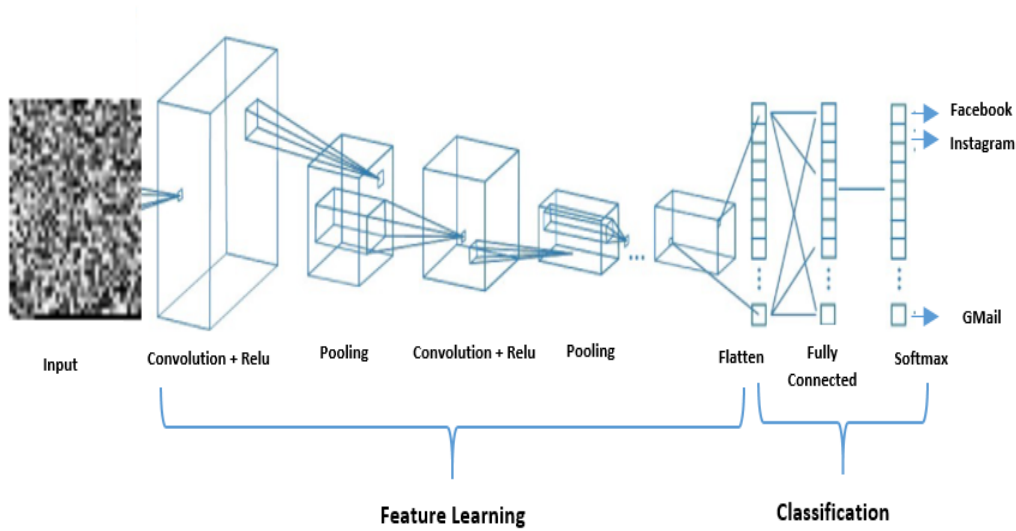 Facebook
Instagram
GMail
Input
Convolution + Relu
Pooling
Convolution + Relu
Pooling
Flatten
Fully
Connected
Softmax
Feature Learning
Classification